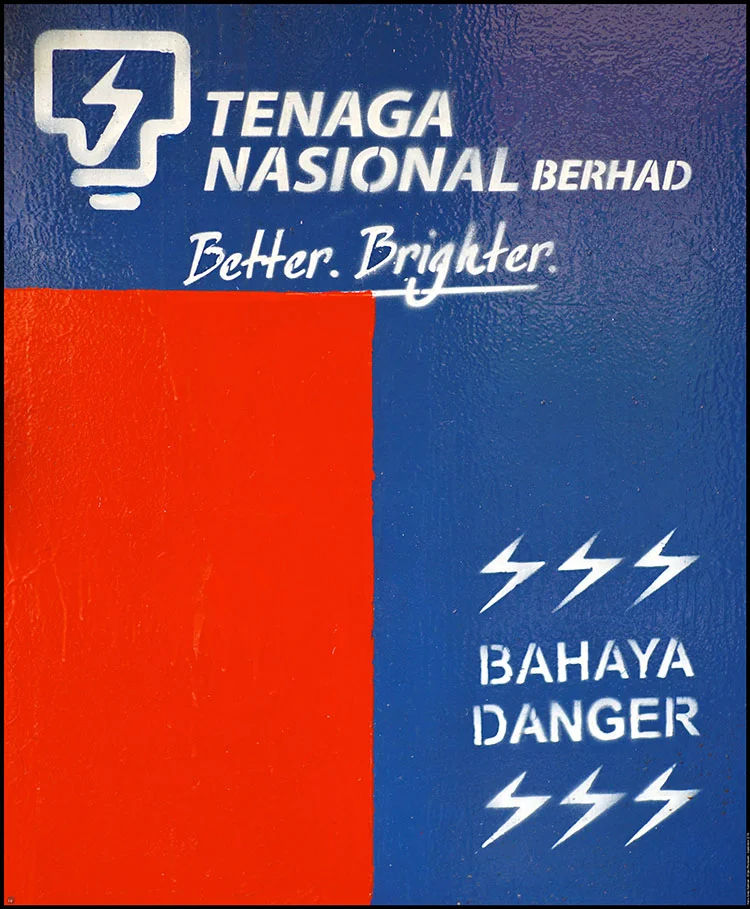 TENAGA
NASIONAL BERHAD
Better. Brighter.
BAHAYA
DANGER